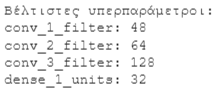 Βέλτιστες υπερπαράμετροι:
conv_1_filter: 48
conv_2_filter: 64
conv_3_filter: 128
dense_1_units: 32